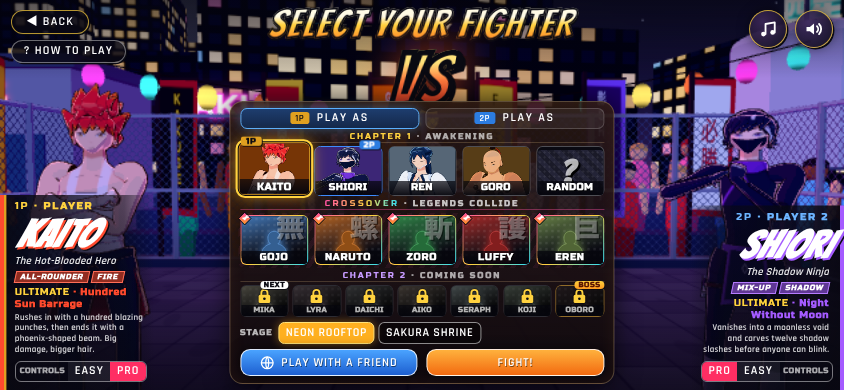 ◀ BACK
SELECT YOUR FIGHTER
? HOW TO PLAY
VS
1P PLAY AS
2P PLAY AS
CHAPTER 1 · AWAKENING
1P
KAITO
2P
SHIORI
REN
GORO
?
RANDOM
CROSSOVER · LEGENDS COLLIDE
無
GOJO
螺
NARUTO
斬
ZORO
護
LUFFY
巨
EREN
CHAPTER 2 · COMING SOON
NEXT
MIKA
LYRA
DAICHI
AIKO
SERAPH
KOJI
BOSS
OBORO
STAGE NEON ROOFTOP SAKURA SHRINE
PLAY WITH A FRIEND
FIGHT!
1P · PLAYER
KAITO
The Hot-Blooded Hero
ALL-ROUNDER FIRE
ULTIMATE · Hundred
Sun Barrage
Rushes in with a hundred blazing
punches, then ends it with a
phoenix-shaped beam. Big
damage, bigger hair.
CONTROLS EASY PRO
2P · PLAYER 2
SHIORI
The Shadow Ninja
MIX-UP SHADOW
ULTIMATE · Night
Without Moon
Vanishes into a moonless void
and carves twelve shadow
slashes before anyone can blink.
PRO EASY CONTROLS
必勝